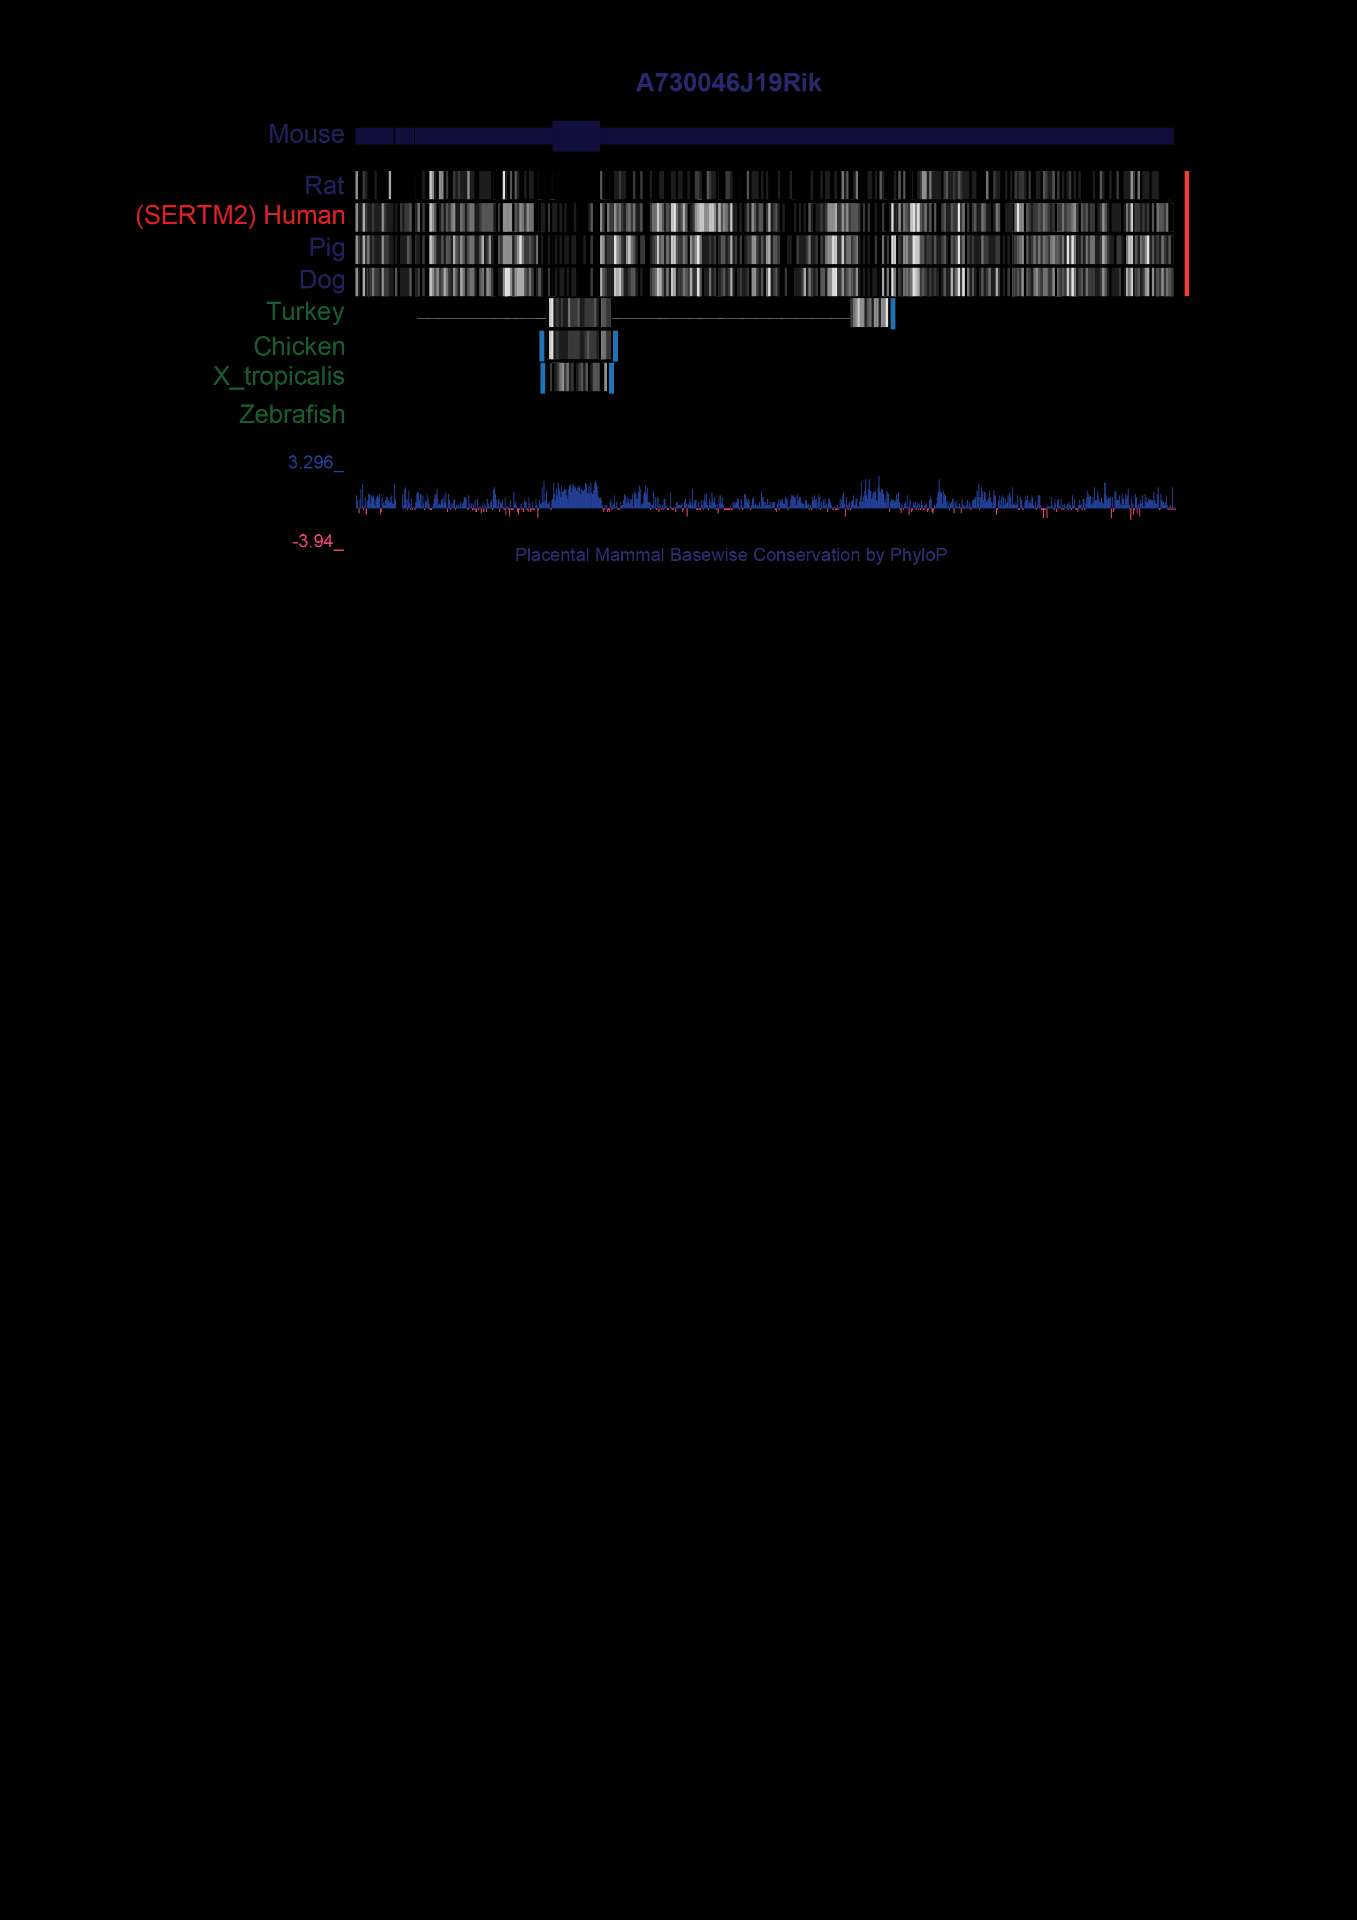 A730046J19Rik
Mouse
Rat
(SERTM2) Human
Pig
Dog
Turkey
Chicken
X_tropicalis
Zebrafish
3.296_
-3.94_
Placental Mammal Basewise Conservation by PhyloP